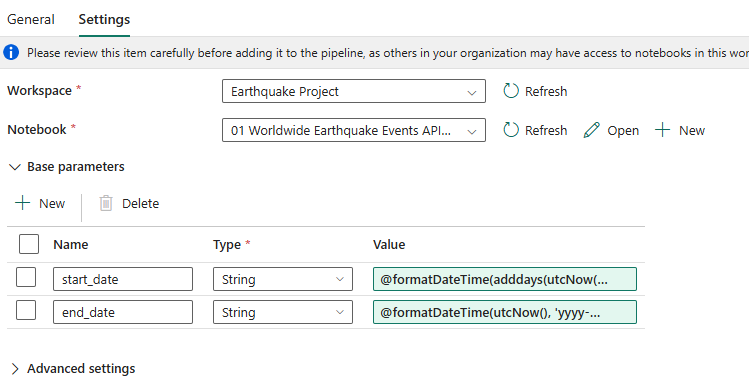 General Settings
Please review this item carefully before adding it to the pipeline, as others in your organization may have access to notebooks in this wor
Workspace * Earthquake Project Refresh
Notebook * 01 Worldwide Earthquake Events API... Refresh Open New
Base parameters
New Delete
Name Type * Value
start_date String @formatDateTime(adddays(utcNow(...
end_date String @formatDateTime(utcNow(), 'yyyy-...
Advanced settings